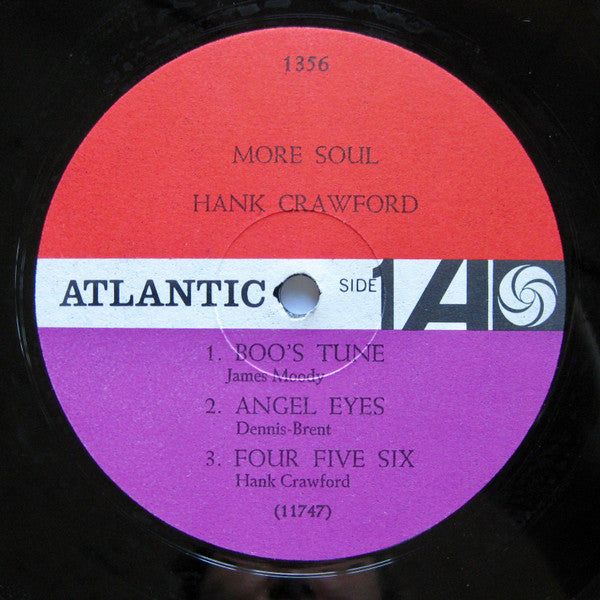 1356
MORE SOUL
HANK CRAWFORD
ATLANTIC SIDE 1 A
1. BOO'S TUNE
James Moody
2. ANGEL EYES
Dennis-Brent
3. FOUR FIVE SIX
Hank Crawford
(11747)